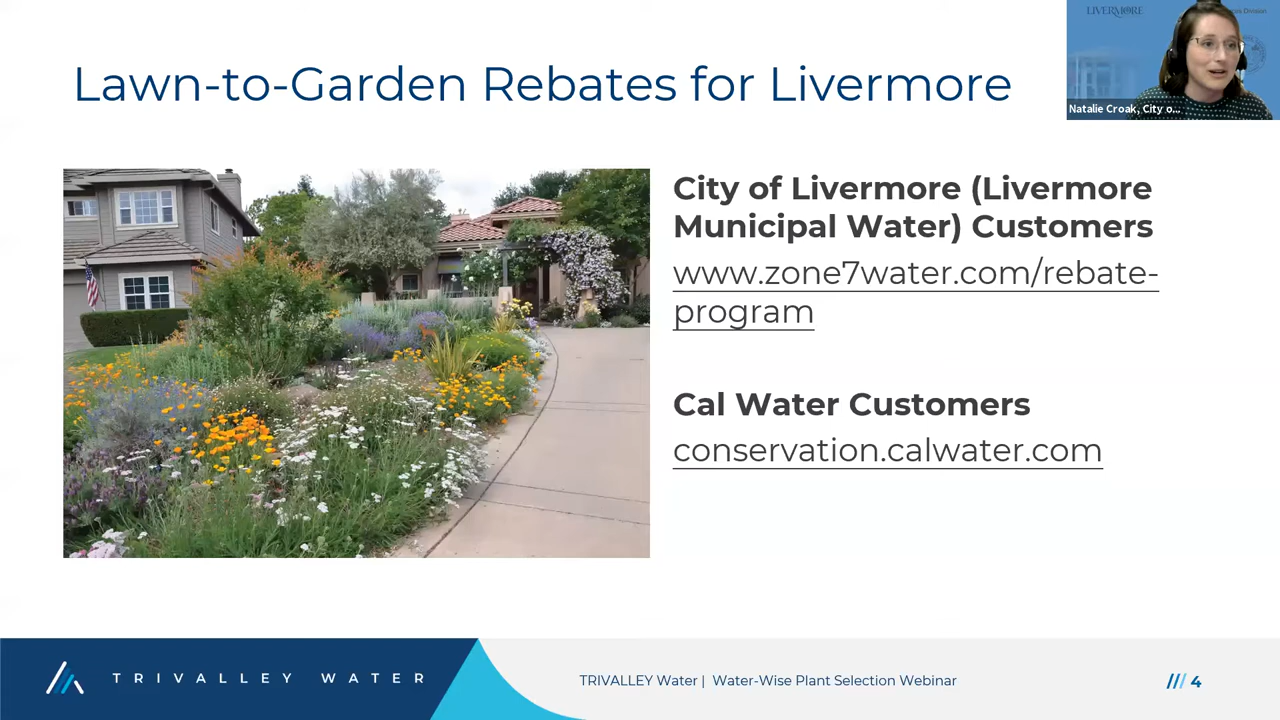 LIVERMORE
Lawn-to-Garden Rebates for Livermore
Natalie Croak, City o...
City of Livermore (Livermore
Municipal Water) Customers
www.zone7water.com/rebate-
program
Cal Water Customers
conservation.calwater.com
TRIVALLEY WATER
TRIVALLEY Water | Water-Wise Plant Selection Webinar
4